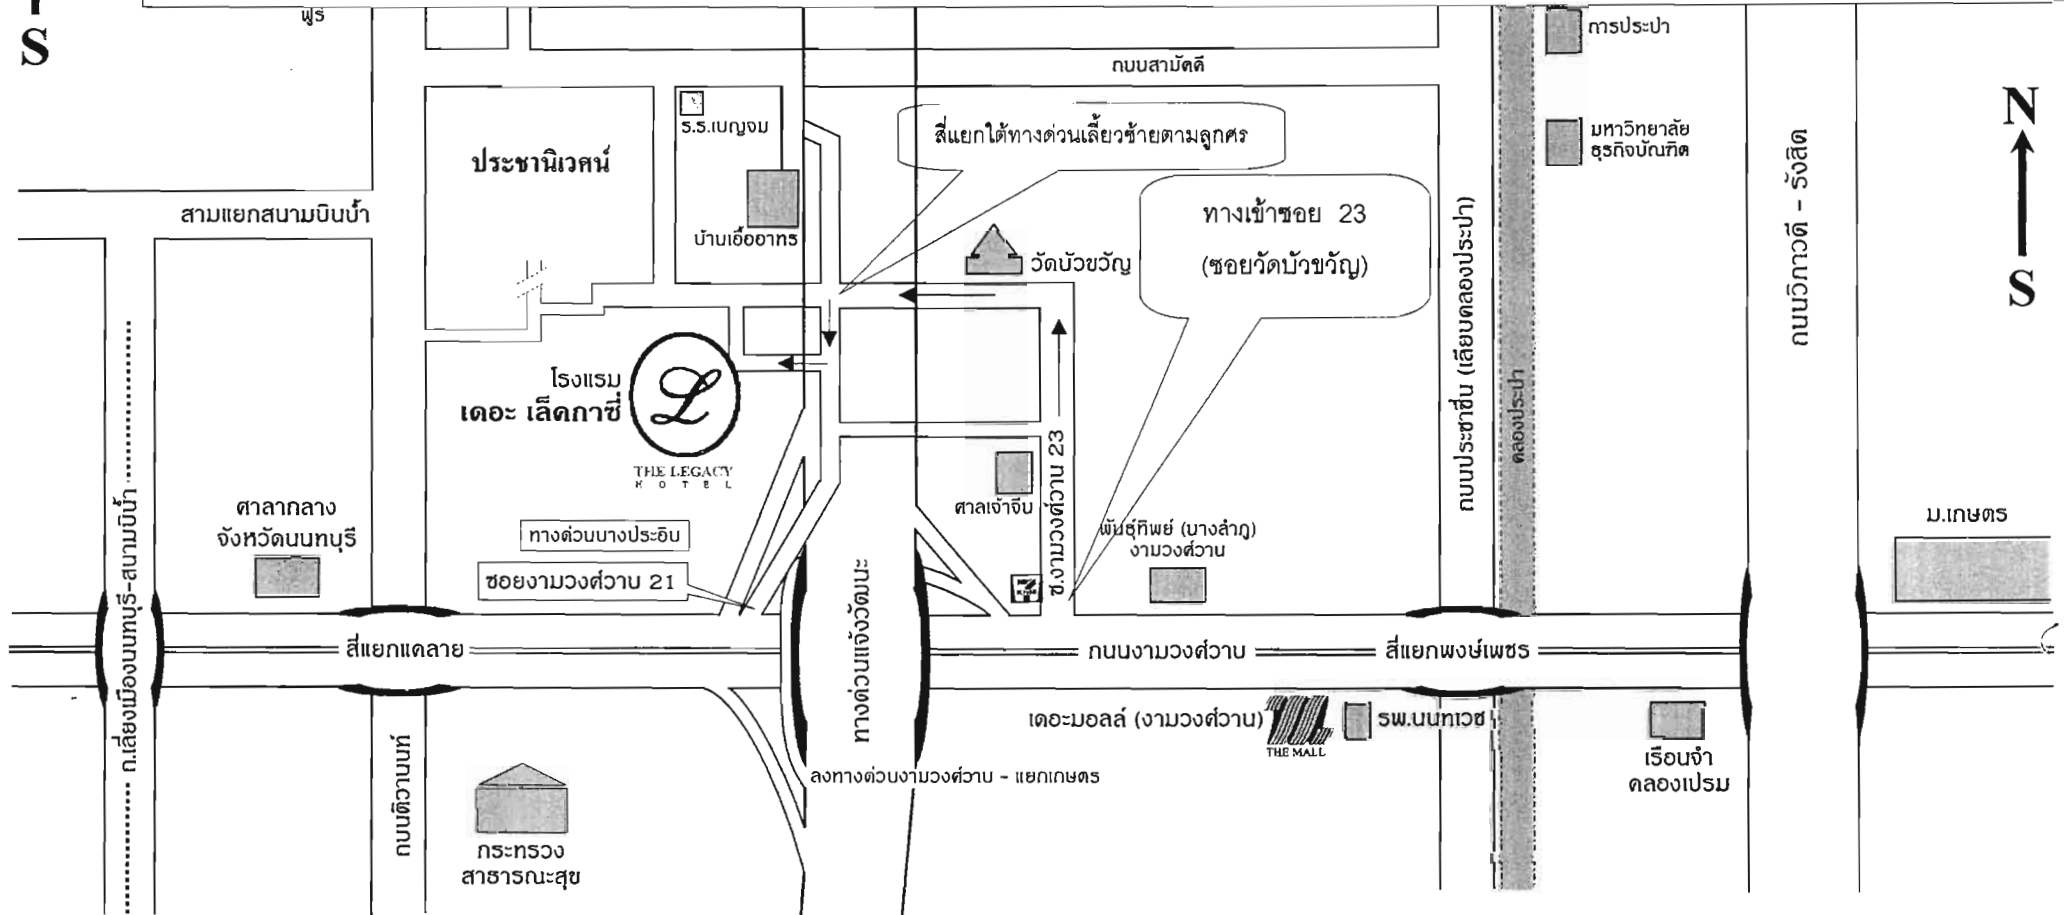 S
ถนนสามัคคี
การประปา
N
S
ร.ร.เบญจม
สี่แยกใต้ทางด่วนเลี้ยวซ้ายตามลูกศร
มหาวิทยาลัย
ธุรกิจบัณฑิต
ประชานิเวศน์
สามแยกสนามบินน้ำ
บ้านเอื้ออาทร
วัดบัวขวัญ
ทางเข้าซอย 23
(ซอยวัดบัวขวัญ)
ถนนประชาชื่น (เลียบคลองประปา)
คลองประปา
ถนนวิภาวดี - รังสิต
โรงแรม
เดอะ เล็คกาซี่
L
THE LEGACY
HOTEL
ศาลากลาง
จังหวัดนนทบุรี
ทางด่วนบางปะอิน
ซอยงามวงศ์วาน 21
ศาลเจ้าจีน
ซ.งามวงศ์วาน 23
พันธุ์ทิพย์ (บางลำภู)
งามวงศ์วาน
ม.เกษตร
ถ.เลี่ยงเมืองนนทบุรี-สนามบินน้ำ
สี่แยกแคลาย
ทางด่วนแจ้งวัฒนะ
ถนนงามวงศ์วาน
สี่แยกพงษ์เพชร
ถนนติวานนท์
เดอะมอลล์ (งามวงศ์วาน)
THE MALL
รพ.นนทเวช
เรือนจำ
คลองเปรม
ลงทางด่วนงามวงศ์วาน - แยกเกษตร
กระทรวง
สาธารณะสุข